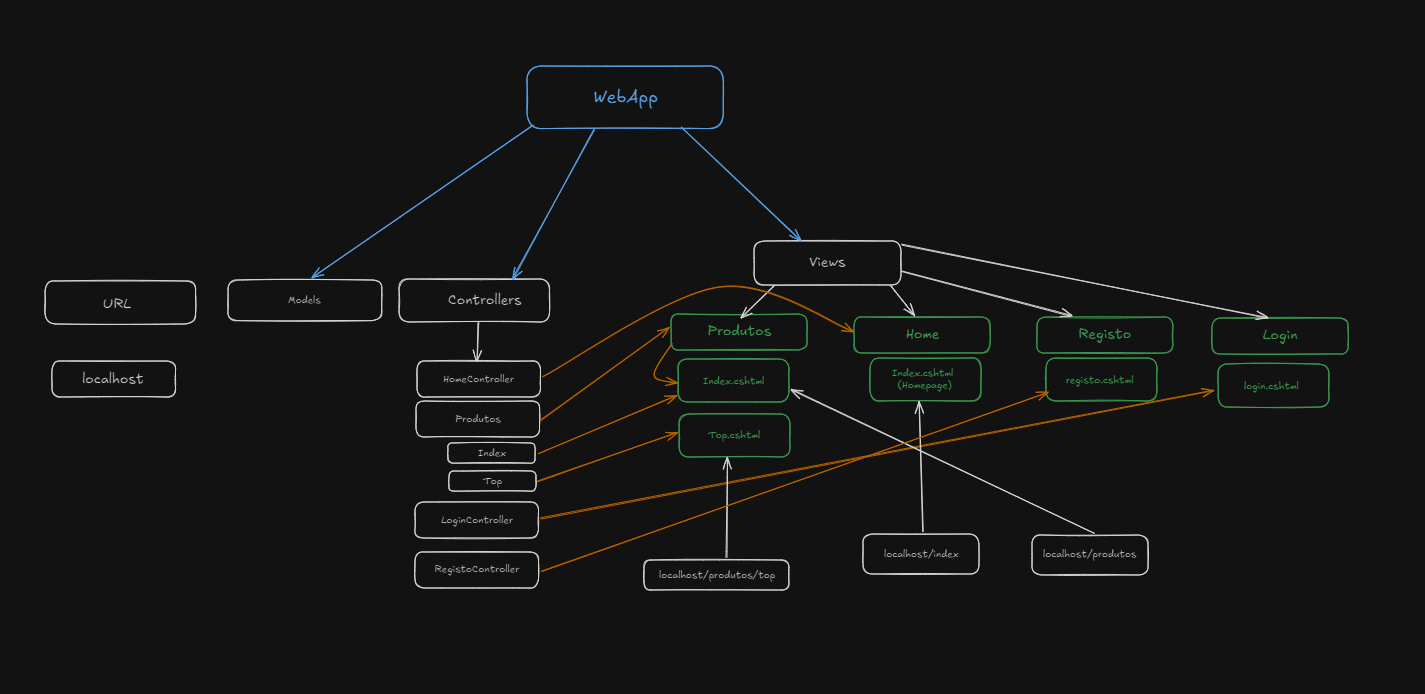 WebApp
Views
URL
Models
Controllers
Produtos
Home
Registo
Login
localhost
HomeController
Index.cshtml
Index.cshtml
(Homepage)
registo.cshtml
login.cshtml
Produtos
Top.cshtml
Index
Top
LoginController
RegistoController
localhost/produtos/top
localhost/index
localhost/produtos